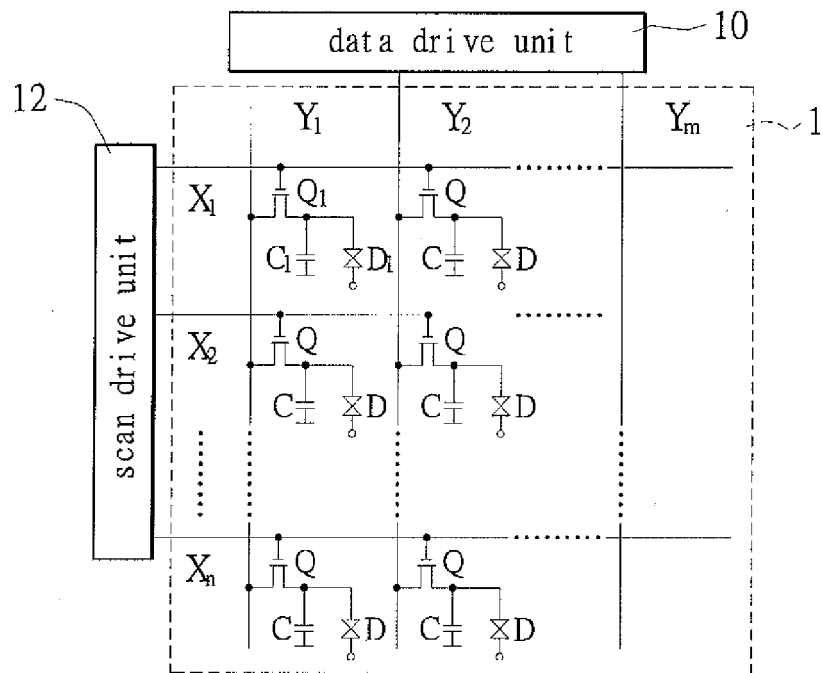 data drive unit
10
12
scan drive unit
Y₁ Y₂ Yₘ
1
X₁ Q₁ Q
C₁ D₁ C D
X₂ Q Q
C D C D
Xₙ Q Q
C D C D